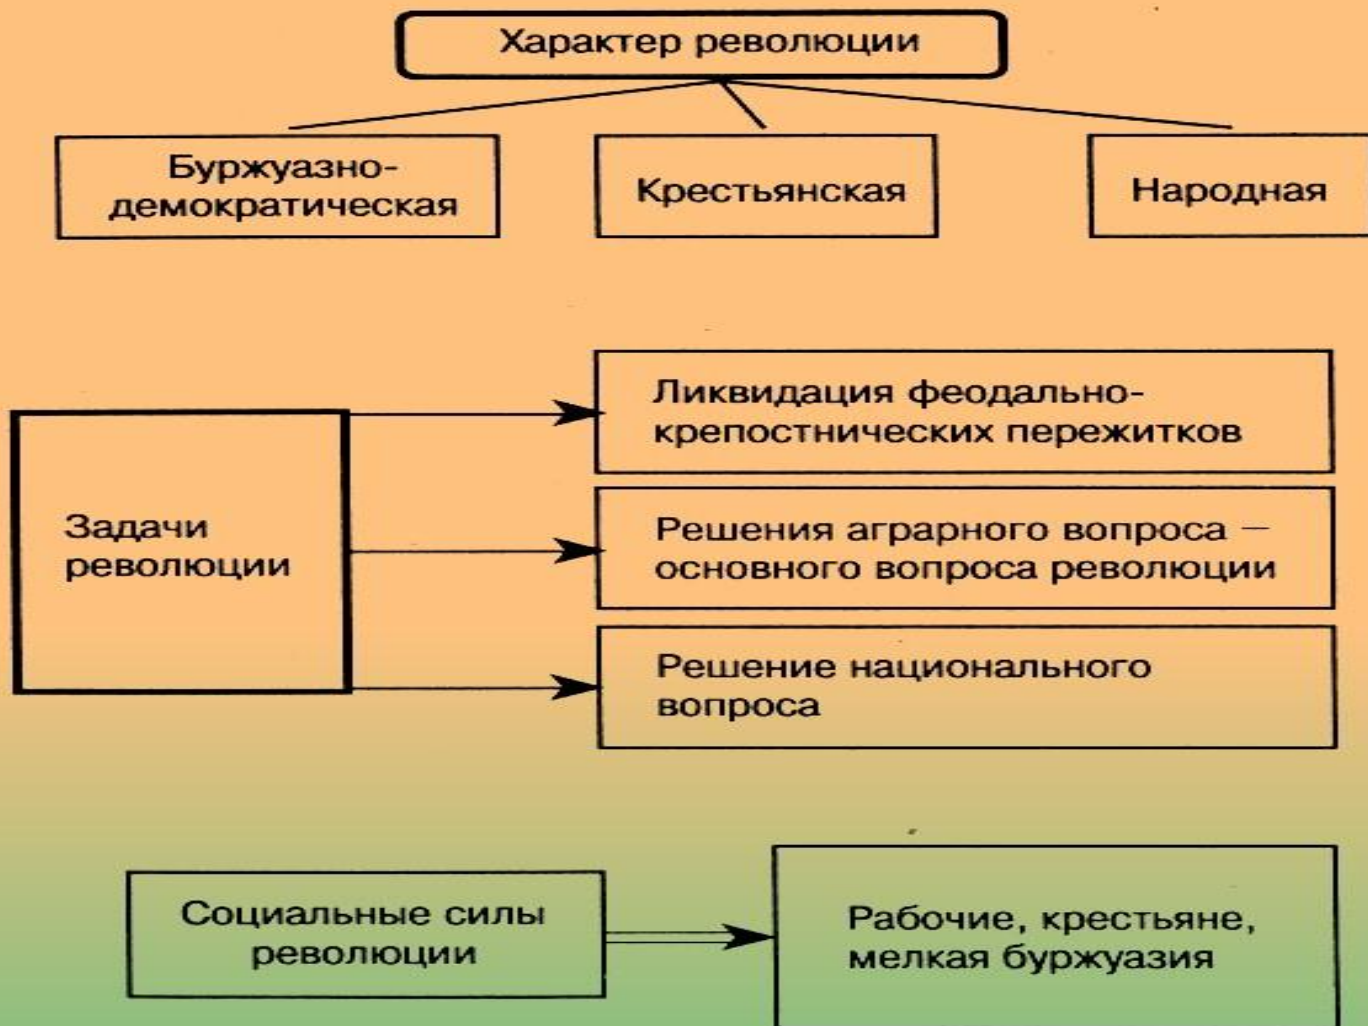 Характер революции
Буржуазно-
демократическая
Крестьянская
Народная
Задачи
революции
Ликвидация феодально-
крепостнических пережитков
Решения аграрного вопроса —
основного вопроса революции
Решение национального
вопроса
Социальные силы
революции
Рабочие, крестьяне,
мелкая буржуазия